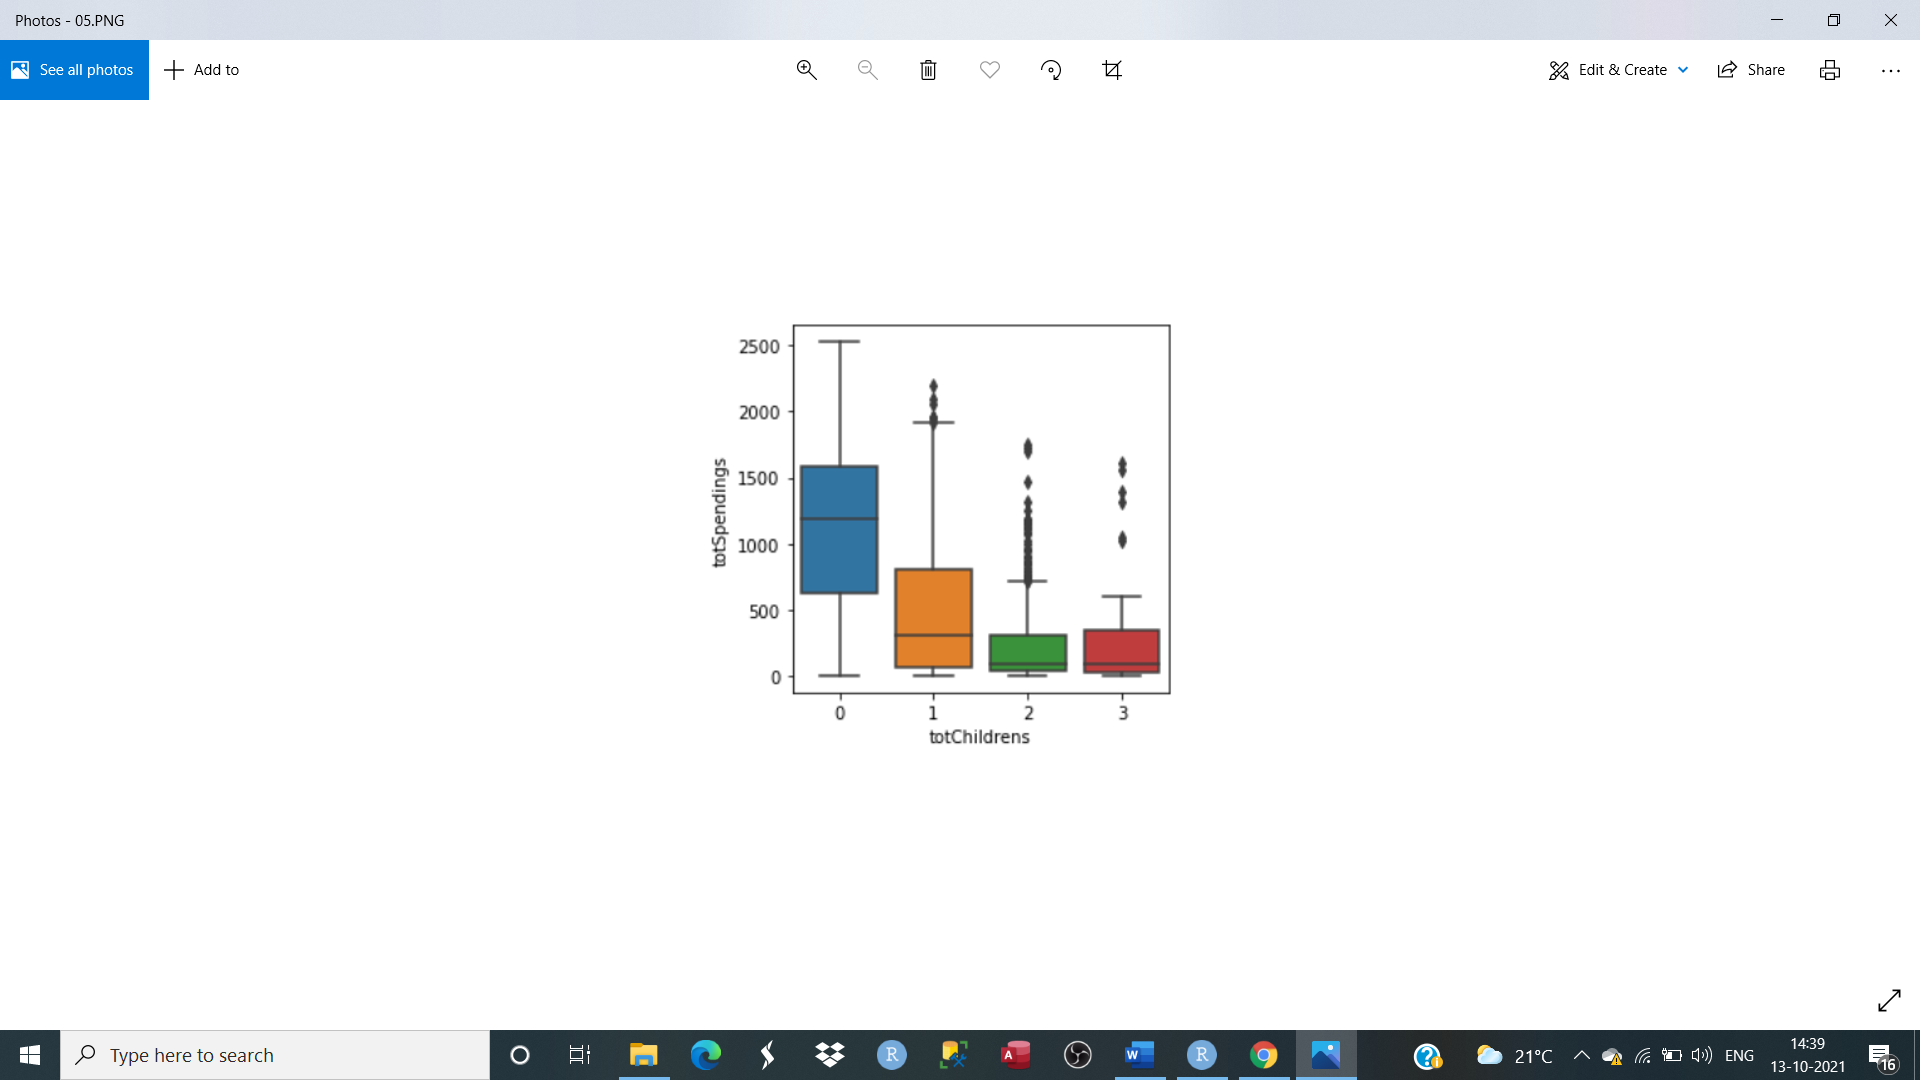 Photos - 05.PNG
See all photos
Add to
Edit & Create
Share
2500
2000
1500
1000
500
0
totSpendings
0 1 2 3
totChildrens
Type here to search
R
A
W
R
21°C
ENG
14:39
13-10-2021
16